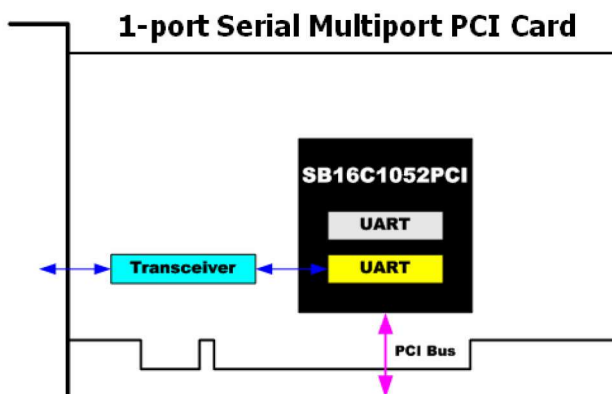 1-port Serial Multiport PCI Card
SB16C1052PCI
UART
Transceiver
UART
PCI Bus